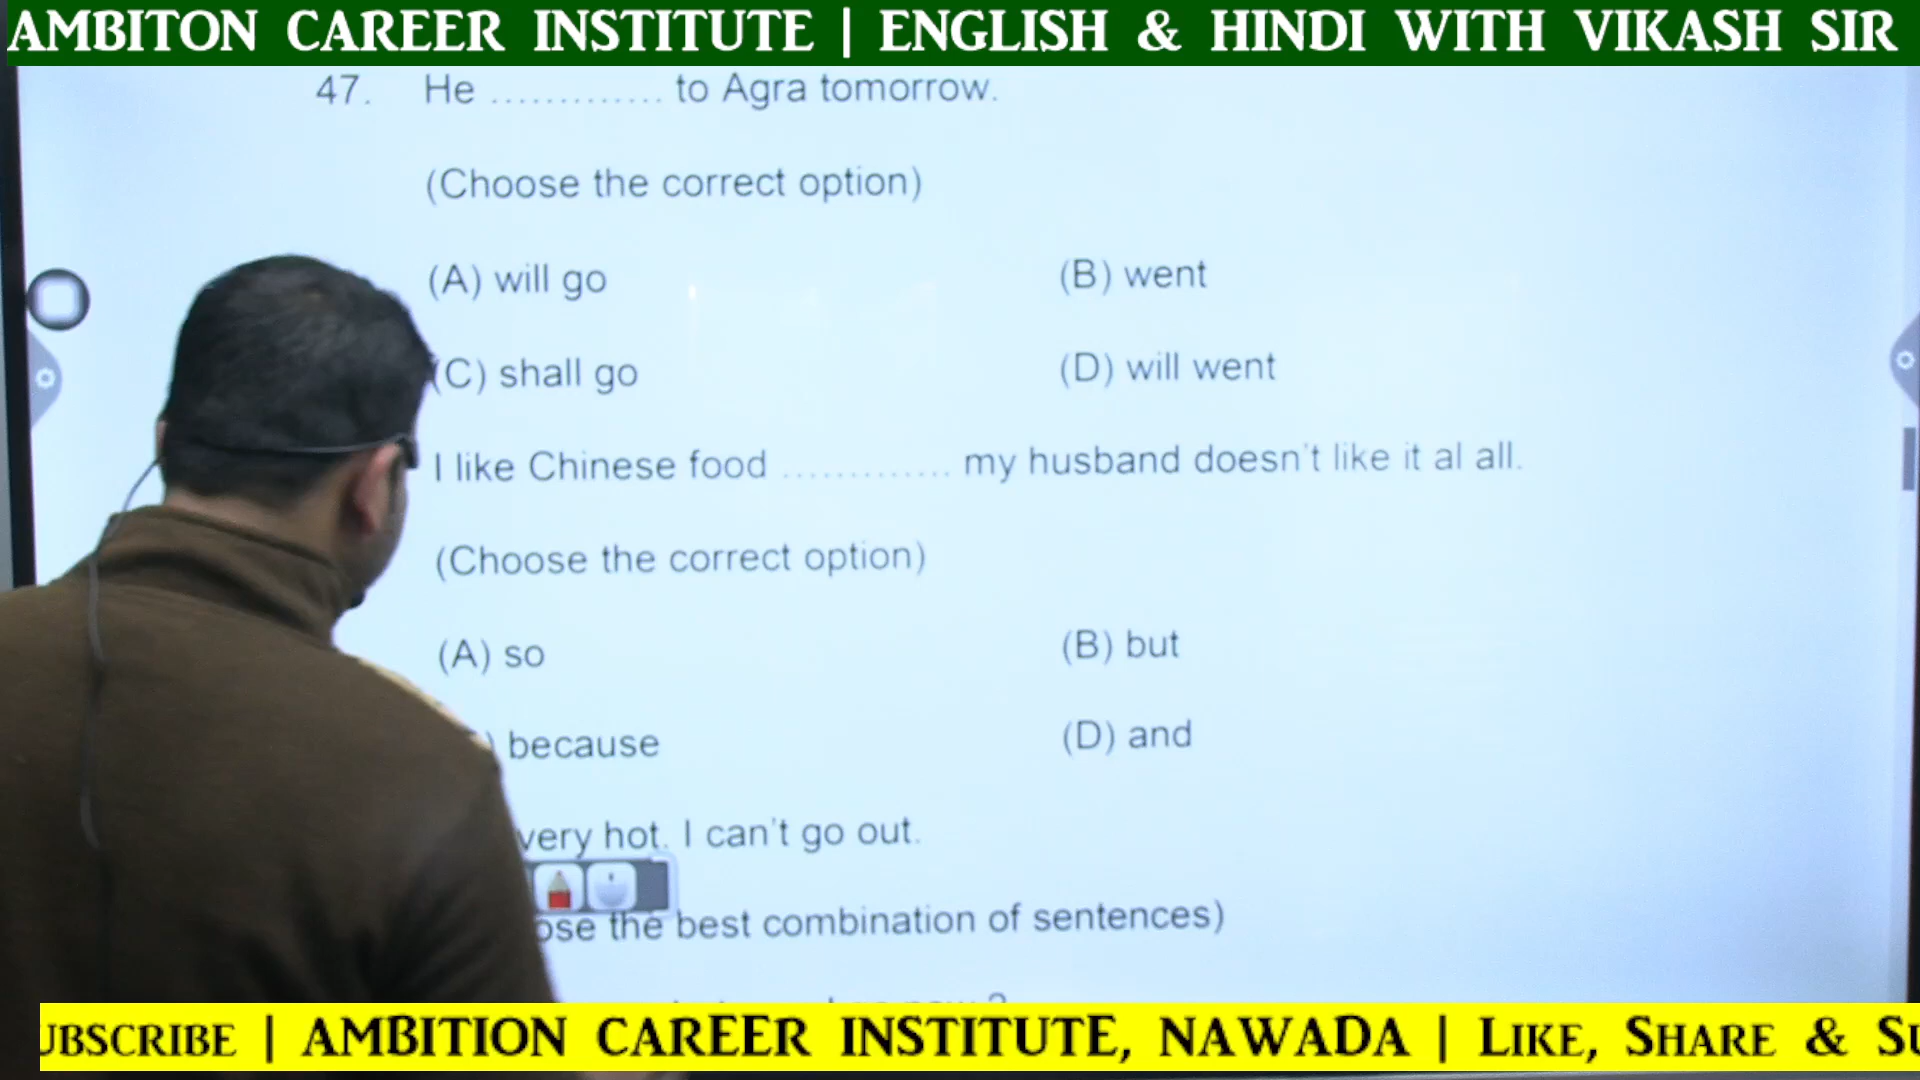 AMBITON CAREER INSTITUTE | ENGLISH & HINDI WITH VIKASH SIR
47. He ............. to Agra tomorrow.
(Choose the correct option)
(A) will go (B) went
(C) shall go (D) will went
I like Chinese food ............. my husband doesn't like it al all.
(Choose the correct option)
(A) so (B) but
because (D) and
very hot. I can't go out.
the best combination of sentences)
UBSCRIBE | AMBITION CAREER INSTITUTE, NAWADA | LIKE, SHARE & SU